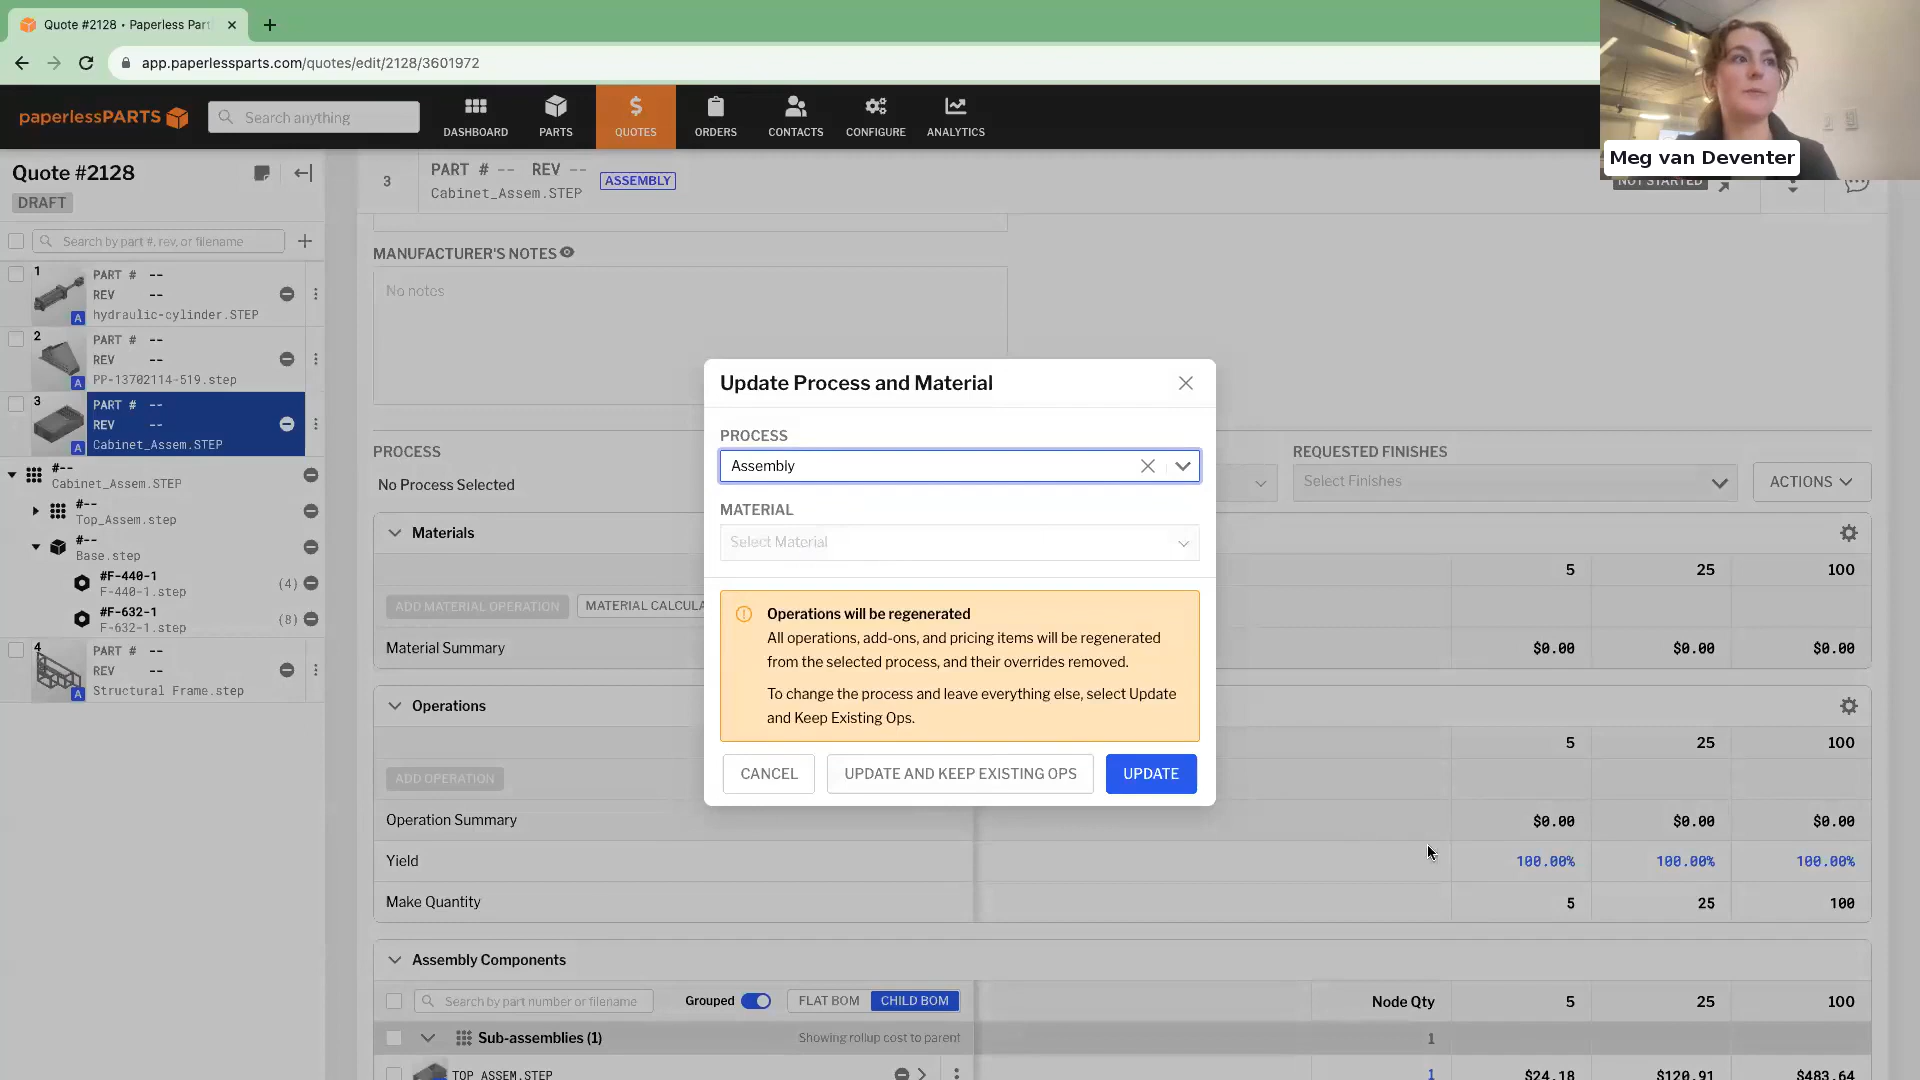 Quote #2128 • Paperless Part
app.paperlessparts.com/quotes/edit/2128/3601972
paperlessPARTS
Search anything
DASHBOARD
PARTS
QUOTES
ORDERS
CONTACTS
CONFIGURE
ANALYTICS
Meg van Deventer
Quote #2128
DRAFT
Search by part #, rev, or filename
1
PART # --
REV --
hydraulic-cylinder.STEP
A
2
PART # --
REV --
PP-13702114-519.step
A
3
PART # --
REV --
Cabinet_Assem.STEP
A
#--
Cabinet_Assem.STEP
#--
Top_Assem.step
#--
Base.step
#F-440-1
F-440-1.step
(4)
#F-632-1
F-632-1.step
(8)
4
PART # --
REV --
Structural Frame.step
A
3
PART # -- REV --
Cabinet_Assem.STEP
ASSEMBLY
NOT STARTED
MANUFACTURER'S NOTES
No notes
PROCESS
No Process Selected
REQUESTED FINISHES
Select Finishes
ACTIONS
Materials
5 25 100
ADD MATERIAL OPERATION
MATERIAL CALCULA
Material Summary
$0.00 $0.00 $0.00
Operations
5 25 100
ADD OPERATION
Operation Summary
$0.00 $0.00 $0.00
Yield
100.00% 100.00% 100.00%
Make Quantity
5 25 100
Assembly Components
Search by part number or filename
Grouped
FLAT BOM
CHILD BOM
Node Qty 5 25 100
Sub-assemblies (1)
Showing rollup cost to parent
1
TOP_ASSEM.STEP
1 $24.18 $120.91 $483.64
Update Process and Material
PROCESS
Assembly
MATERIAL
Select Material
Operations will be regenerated
All operations, add-ons, and pricing items will be regenerated
from the selected process, and their overrides removed.
To change the process and leave everything else, select Update
and Keep Existing Ops.
CANCEL
UPDATE AND KEEP EXISTING OPS
UPDATE